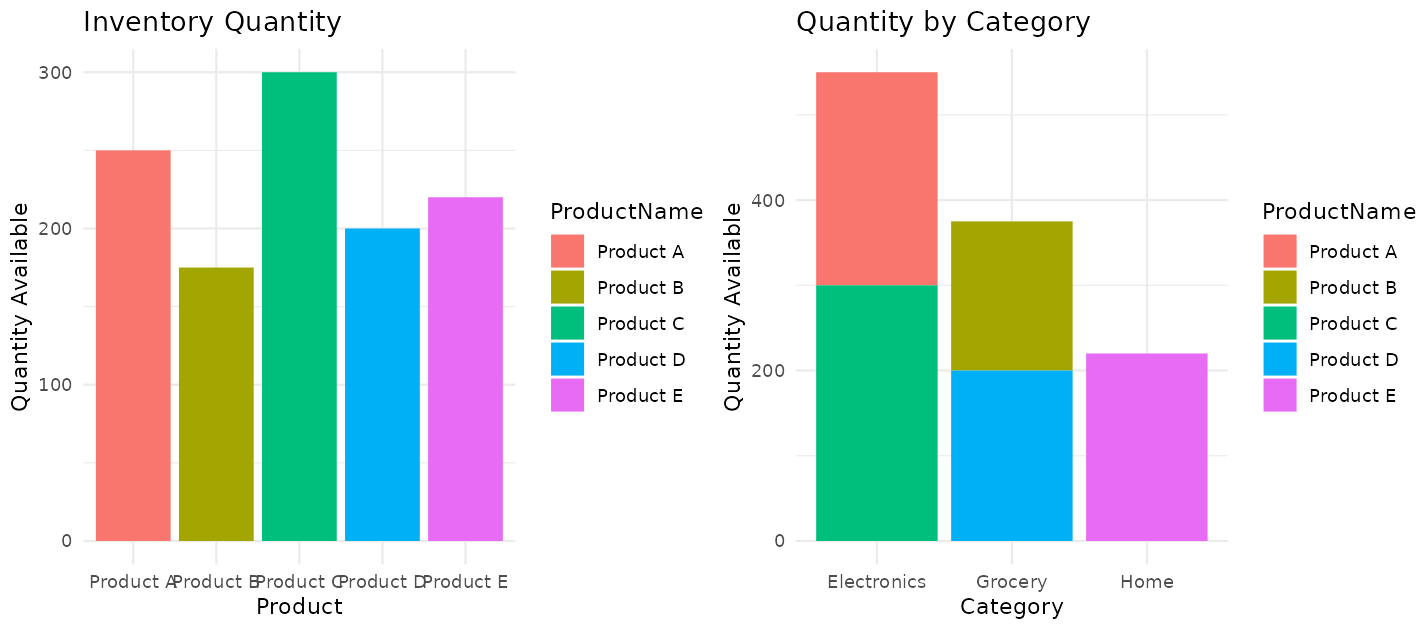 Inventory Quantity
Quantity Available
300
200
100
0
Product A Product B Product C Product D Product E
Product
ProductName
Product A
Product B
Product C
Product D
Product E
Quantity by Category
Quantity Available
400
200
0
Electronics Grocery Home
Category
ProductName
Product A
Product B
Product C
Product D
Product E